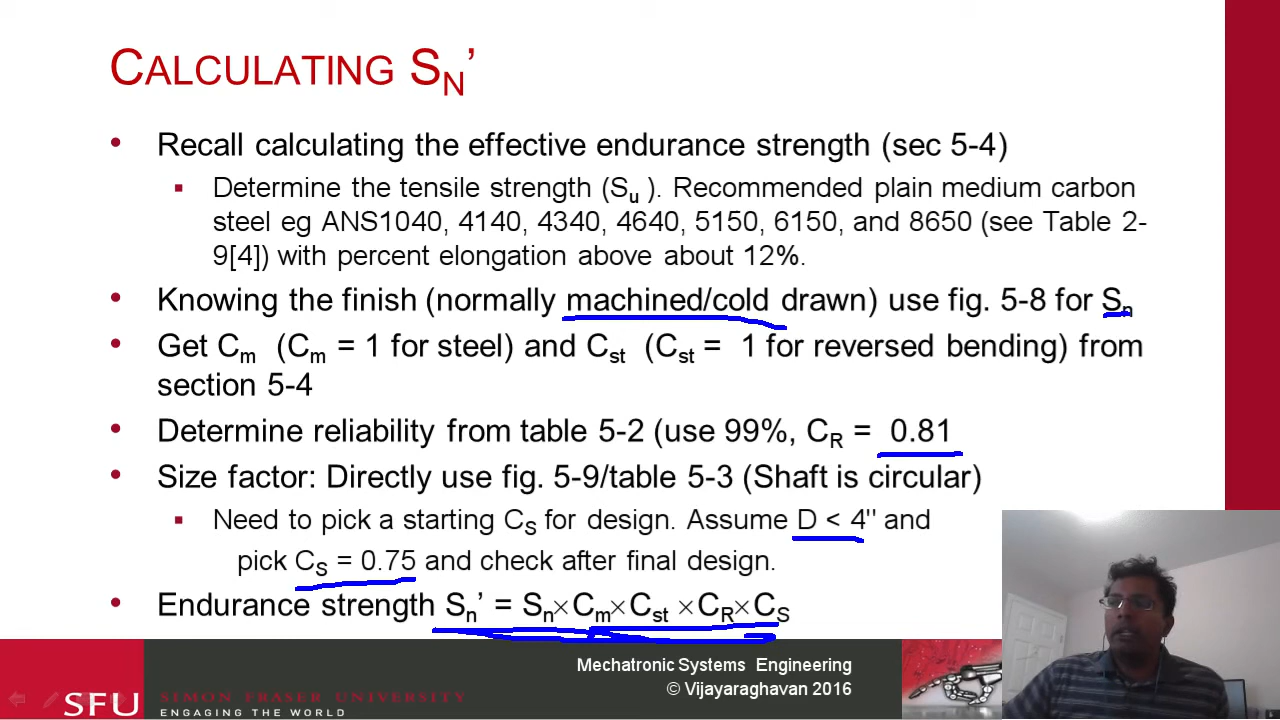 CALCULATING SN’
• Recall calculating the effective endurance strength (sec 5-4)
▪ Determine the tensile strength (Su ). Recommended plain medium carbon
steel eg ANS1040, 4140, 4340, 4640, 5150, 6150, and 8650 (see Table 2-
9[4]) with percent elongation above about 12%.
• Knowing the finish (normally machined/cold drawn) use fig. 5-8 for Sn
• Get Cm (Cm = 1 for steel) and Cst (Cst = 1 for reversed bending) from
section 5-4
• Determine reliability from table 5-2 (use 99%, CR = 0.81
• Size factor: Directly use fig. 5-9/table 5-3 (Shaft is circular)
▪ Need to pick a starting CS for design. Assume D < 4" and
pick CS = 0.75 and check after final design.
• Endurance strength Sn’ = Sn×Cm×Cst ×CR×CS
Mechatronic Systems Engineering
© Vijayaraghavan 2016
SFU SIMON FRASER UNIVERSITY
ENGAGING THE WORLD